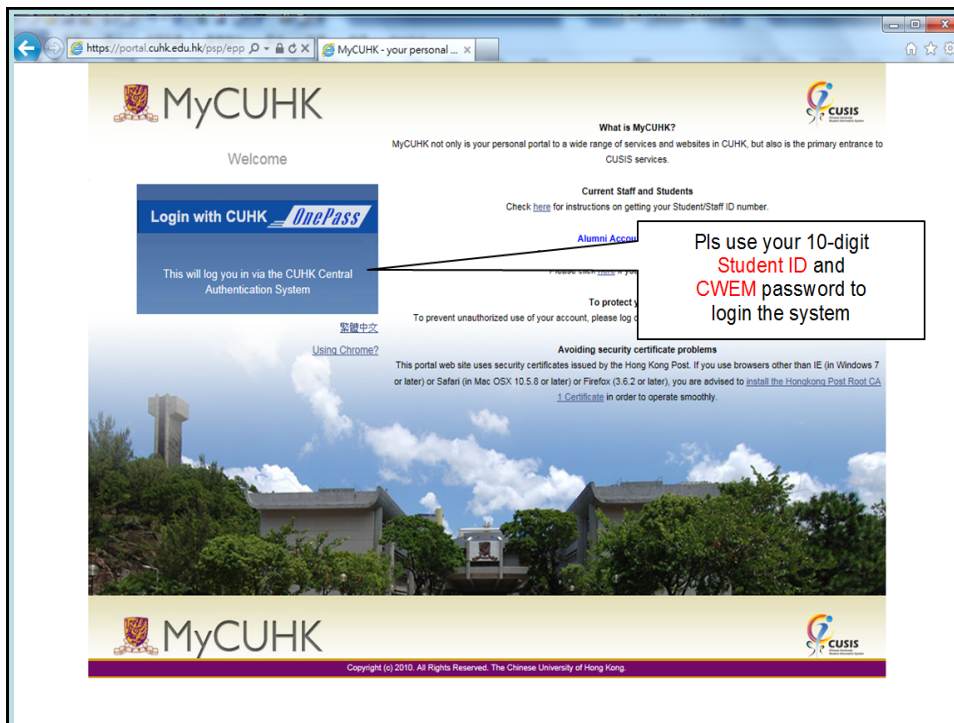 https://portal.cuhk.edu.hk/psp/epp
MyCUHK - your personal ...
MyCUHK
CUSIS
Welcome
Login with CUHK OnePass
This will log you in via the CUHK Central
Authentication System
繁體中文
Using Chrome?
What is MyCUHK?
MyCUHK not only is your personal portal to a wide range of services and websites in CUHK, but also is the primary entrance to
CUSIS services.
Current Staff and Students
Check here for instructions on getting your Student/Staff ID number.
Alumni
Please click here if
To protect
To prevent unauthorized use of your account, please log
Avoiding security certificate problems
This portal web site uses security certificates issued by the Hong Kong Post. If you use browsers other than IE (in Windows 7
or later) or Safari (in Mac OSX 10.5.8 or later) or Firefox (3.6.2 or later), you are advised to install the Hongkong Post Root CA
1 Certificate in order to operate smoothly.
Pls use your 10-digit
Student ID and
CWEM password to
login the system
MyCUHK
CUSIS
Copyright (c) 2010. All Rights Reserved. The Chinese University of Hong Kong.